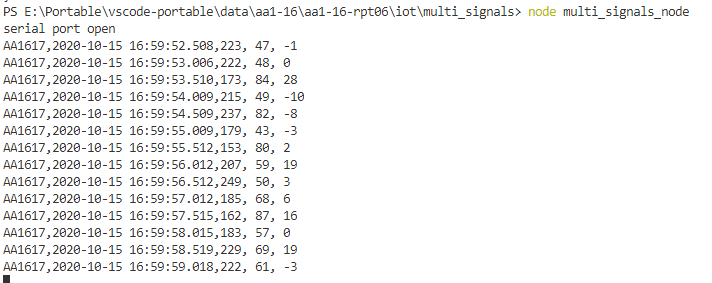 PS E:\Portable\vscode-portable\data\aa1-16\aa1-16-rpt06\iot\multi_signals> node multi_signals_node
serial port open
AA1617,2020-10-15 16:59:52.508,223, 47, -1
AA1617,2020-10-15 16:59:53.006,222, 48, 0
AA1617,2020-10-15 16:59:53.510,173, 84, 28
AA1617,2020-10-15 16:59:54.009,215, 49, -10
AA1617,2020-10-15 16:59:54.509,237, 82, -8
AA1617,2020-10-15 16:59:55.009,179, 43, -3
AA1617,2020-10-15 16:59:55.512,153, 80, 2
AA1617,2020-10-15 16:59:56.012,207, 59, 19
AA1617,2020-10-15 16:59:56.512,249, 50, 3
AA1617,2020-10-15 16:59:57.012,185, 68, 6
AA1617,2020-10-15 16:59:57.515,162, 87, 16
AA1617,2020-10-15 16:59:58.015,183, 57, 0
AA1617,2020-10-15 16:59:58.519,229, 69, 19
AA1617,2020-10-15 16:59:59.018,222, 61, -3